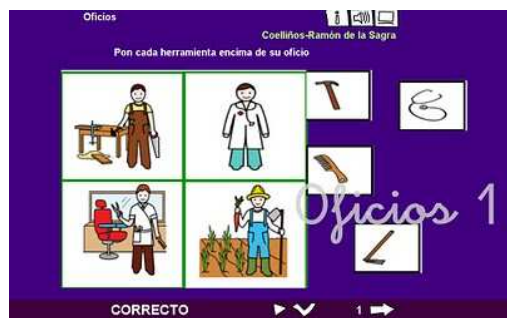 Oficios
Coelliños-Ramón de la Sagra
Pon cada herramienta encima de su oficio
Oficios 1
CORRECTO
1